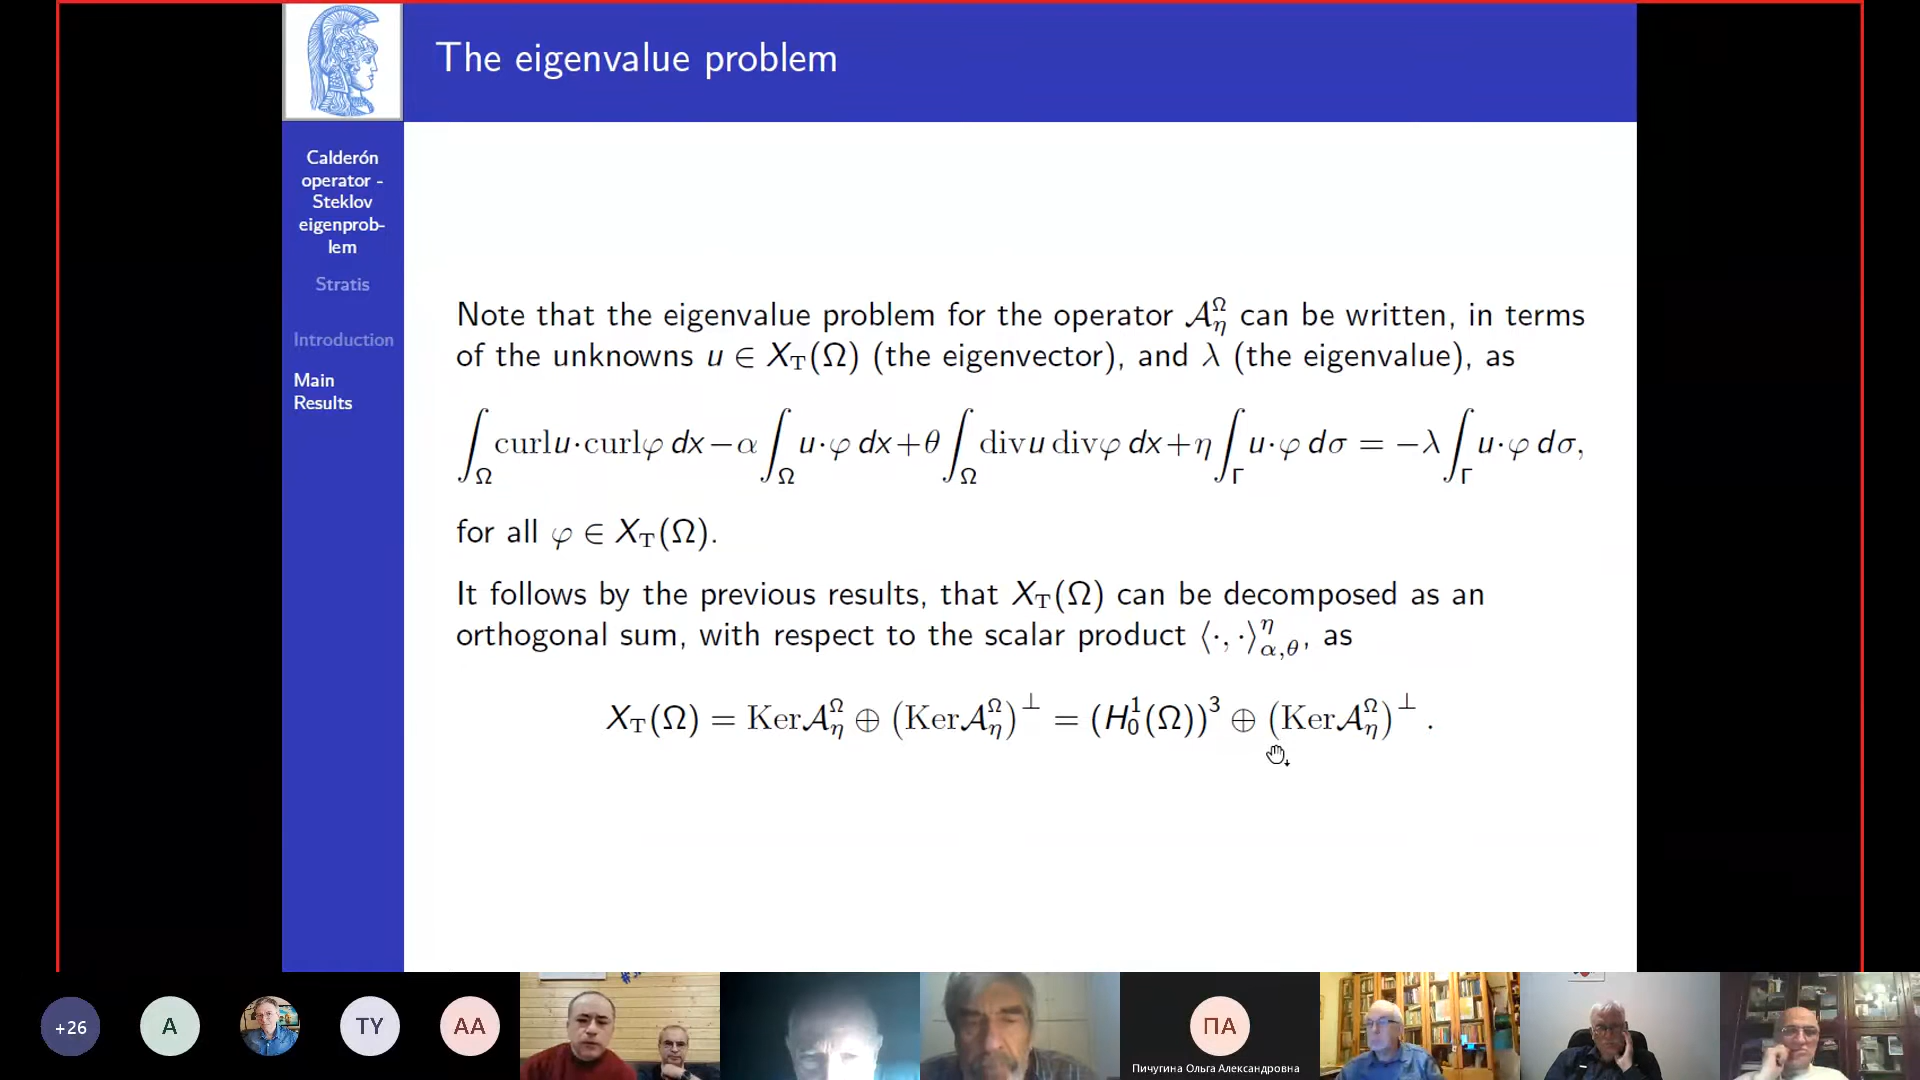 The eigenvalue problem
Calderón
operator -
Steklov
eigenprob-
lem
Stratis
Introduction
Main
Results
Note that the eigenvalue problem for the operator 𝒜_η^Ω can be written, in terms
of the unknowns u ∈ X_T(Ω) (the eigenvector), and λ (the eigenvalue), as
∫_Ω curlu·curlφ dx−α∫_Ω u·φ dx+θ∫_Ω divu divφ dx+η∫_Γ u·φ dσ = −λ∫_Γ u·φ dσ,
for all φ ∈ X_T(Ω).
It follows by the previous results, that X_T(Ω) can be decomposed as an
orthogonal sum, with respect to the scalar product ⟨·, ·⟩_{α,θ}^η, as
X_T(Ω) = Ker𝒜_η^Ω ⊕ (Ker𝒜_η^Ω)^⊥ = (H_0^1(Ω))^3 ⊕ (Ker𝒜_η^Ω)^⊥ .
+26
A
TY
AA
ПА
Пичугина Ольга Александровна